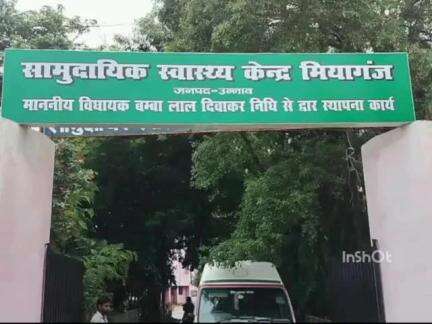 सामुदायिक स्वास्थ्य केन्द्र मियागंज
जनपद-उन्नाव
माननीय विधायक बम्बा लाल दिवाकर निधि से द्वार स्थापना कार्य
InShOt